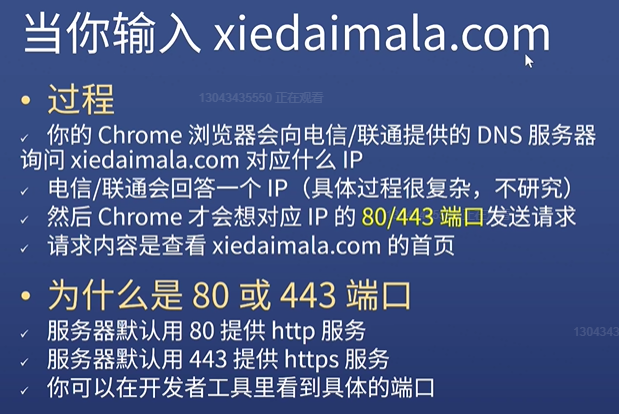 当你输入 xiedaimala.com
• 过程
13043435550 正在观看
✓ 你的 Chrome 浏览器会向电信/联通提供的 DNS 服务器
询问 xiedaimala.com 对应什么 IP
✓ 电信/联通会回答一个 IP（具体过程很复杂，不研究）
✓ 然后 Chrome 才会想对应 IP 的 80/443 端口发送请求
✓ 请求内容是查看 xiedaimala.com 的首页
• 为什么是 80 或 443 端口
✓ 服务器默认用 80 提供 http 服务
1304343
✓ 服务器默认用 443 提供 https 服务
✓ 你可以在开发者工具里看到具体的端口